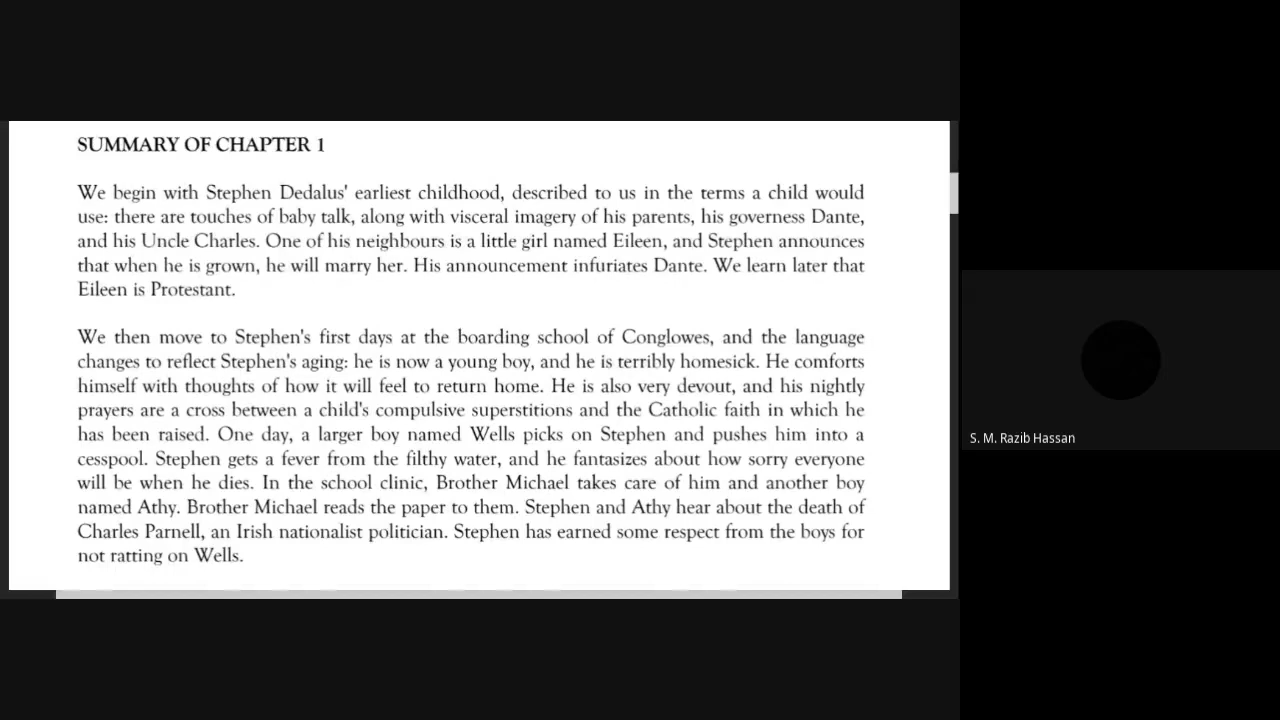 SUMMARY OF CHAPTER 1
We begin with Stephen Dedalus' earliest childhood, described to us in the terms a child would
use: there are touches of baby talk, along with visceral imagery of his parents, his governess Dante,
and his Uncle Charles. One of his neighbours is a little girl named Eileen, and Stephen announces
that when he is grown, he will marry her. His announcement infuriates Dante. We learn later that
Eileen is Protestant.
We then move to Stephen's first days at the boarding school of Conglowes, and the language
changes to reflect Stephen's aging: he is now a young boy, and he is terribly homesick. He comforts
himself with thoughts of how it will feel to return home. He is also very devout, and his nightly
prayers are a cross between a child's compulsive superstitions and the Catholic faith in which he
has been raised. One day, a larger boy named Wells picks on Stephen and pushes him into a
cesspool. Stephen gets a fever from the filthy water, and he fantasizes about how sorry everyone
will be when he dies. In the school clinic, Brother Michael takes care of him and another boy
named Athy. Brother Michael reads the paper to them. Stephen and Athy hear about the death of
Charles Parnell, an Irish nationalist politician. Stephen has earned some respect from the boys for
not ratting on Wells.
S. M. Razib Hassan